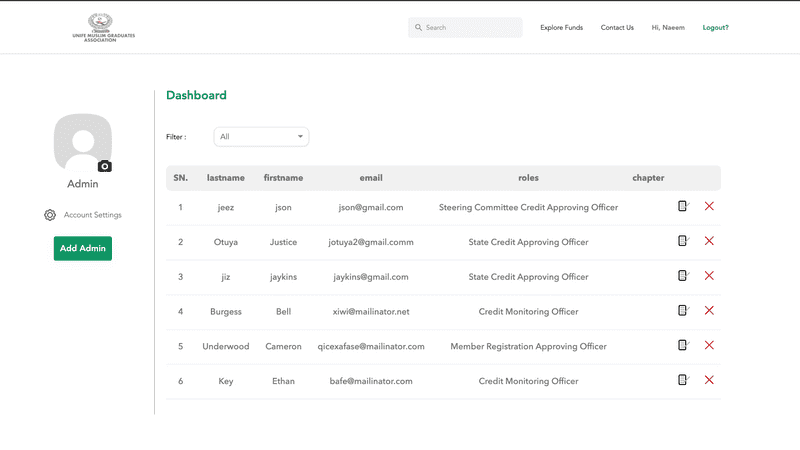 UNIFE MUSLIM GRADUATES
ASSOCIATION
Search
Explore Funds
Contact Us
Hi, Naeem
Logout?
Dashboard
Filter :
All
Admin
Account Settings
Add Admin
SN. lastname firstname email roles chapter
1 jeez json json@gmail.com Steering Committee Credit Approving Officer
2 Otuya Justice jotuya2@gmail.comm State Credit Approving Officer
3 jiz jaykins jaykins@gmail.com State Credit Approving Officer
4 Burgess Bell xiwi@mailinator.net Credit Monitoring Officer
5 Underwood Cameron qicexafase@mailinator.com Member Registration Approving Officer
6 Key Ethan bafe@mailinator.com Credit Monitoring Officer